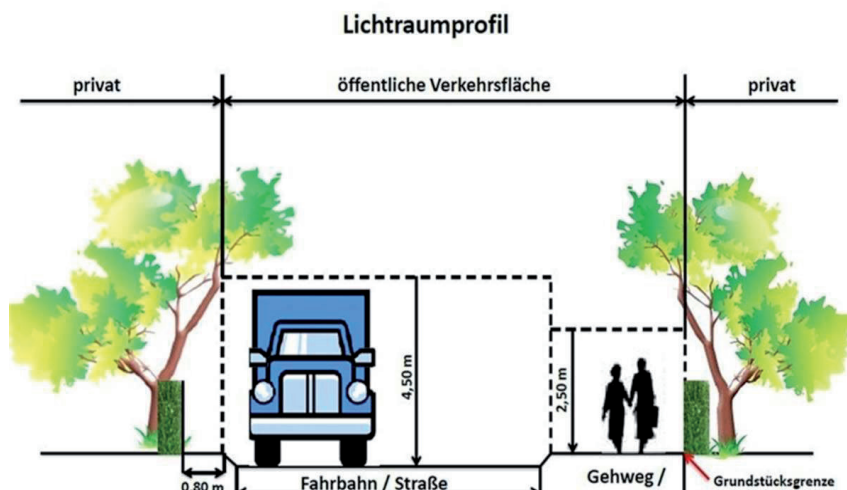 Lichtraumprofil
privat
öffentliche Verkehrsfläche
privat
4,50 m
2,50 m
0,80 m
Fahrbahn / Straße
Gehweg /
Grundstücksgrenze